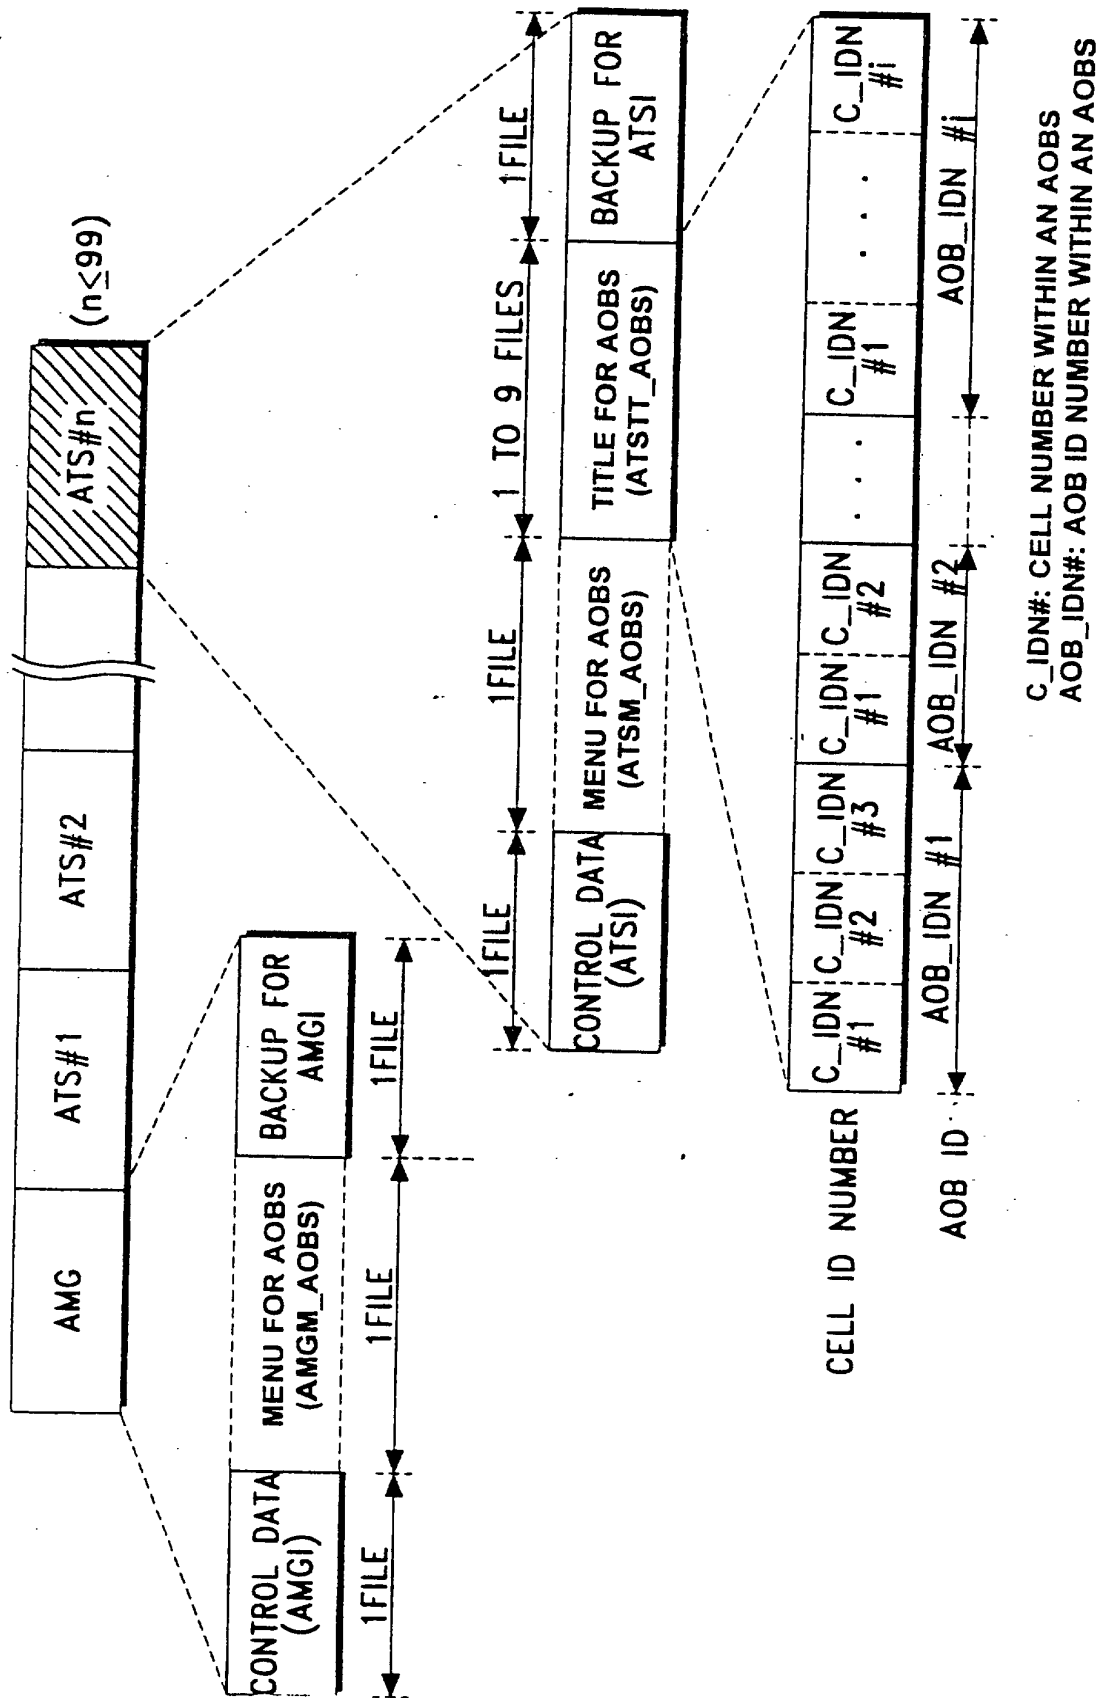 AMG
ATS#1
ATS#2
ATS#n
(n≤99)
CONTROL DATA
(AMGI)
MENU FOR AOBS
(AMGM_AOBS)
BACKUP FOR
AMGI
1FILE
1FILE
1FILE
1FILE
1FILE
1 TO 9 FILES
1FILE
CONTROL DATA
(ATSI)
MENU FOR AOBS
(ATSM_AOBS)
TITLE FOR AOBS
(ATSTT_AOBS)
BACKUP FOR
ATSI
CELL ID NUMBER
C_IDN
#1
C_IDN
#2
C_IDN
#3
C_IDN
#1
C_IDN
#2
. . .
C_IDN
#1
. . .
C_IDN
#i
AOB ID
AOB_IDN #1
AOB_IDN #2
AOB_IDN #i
C_IDN#: CELL NUMBER WITHIN AN AOBS
AOB_IDN#: AOB ID NUMBER WITHIN AN AOBS